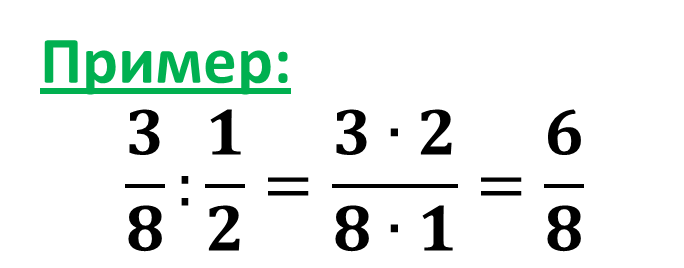 Пример:
3/8 : 1/2 = 3 · 2/8 · 1 = 6/8